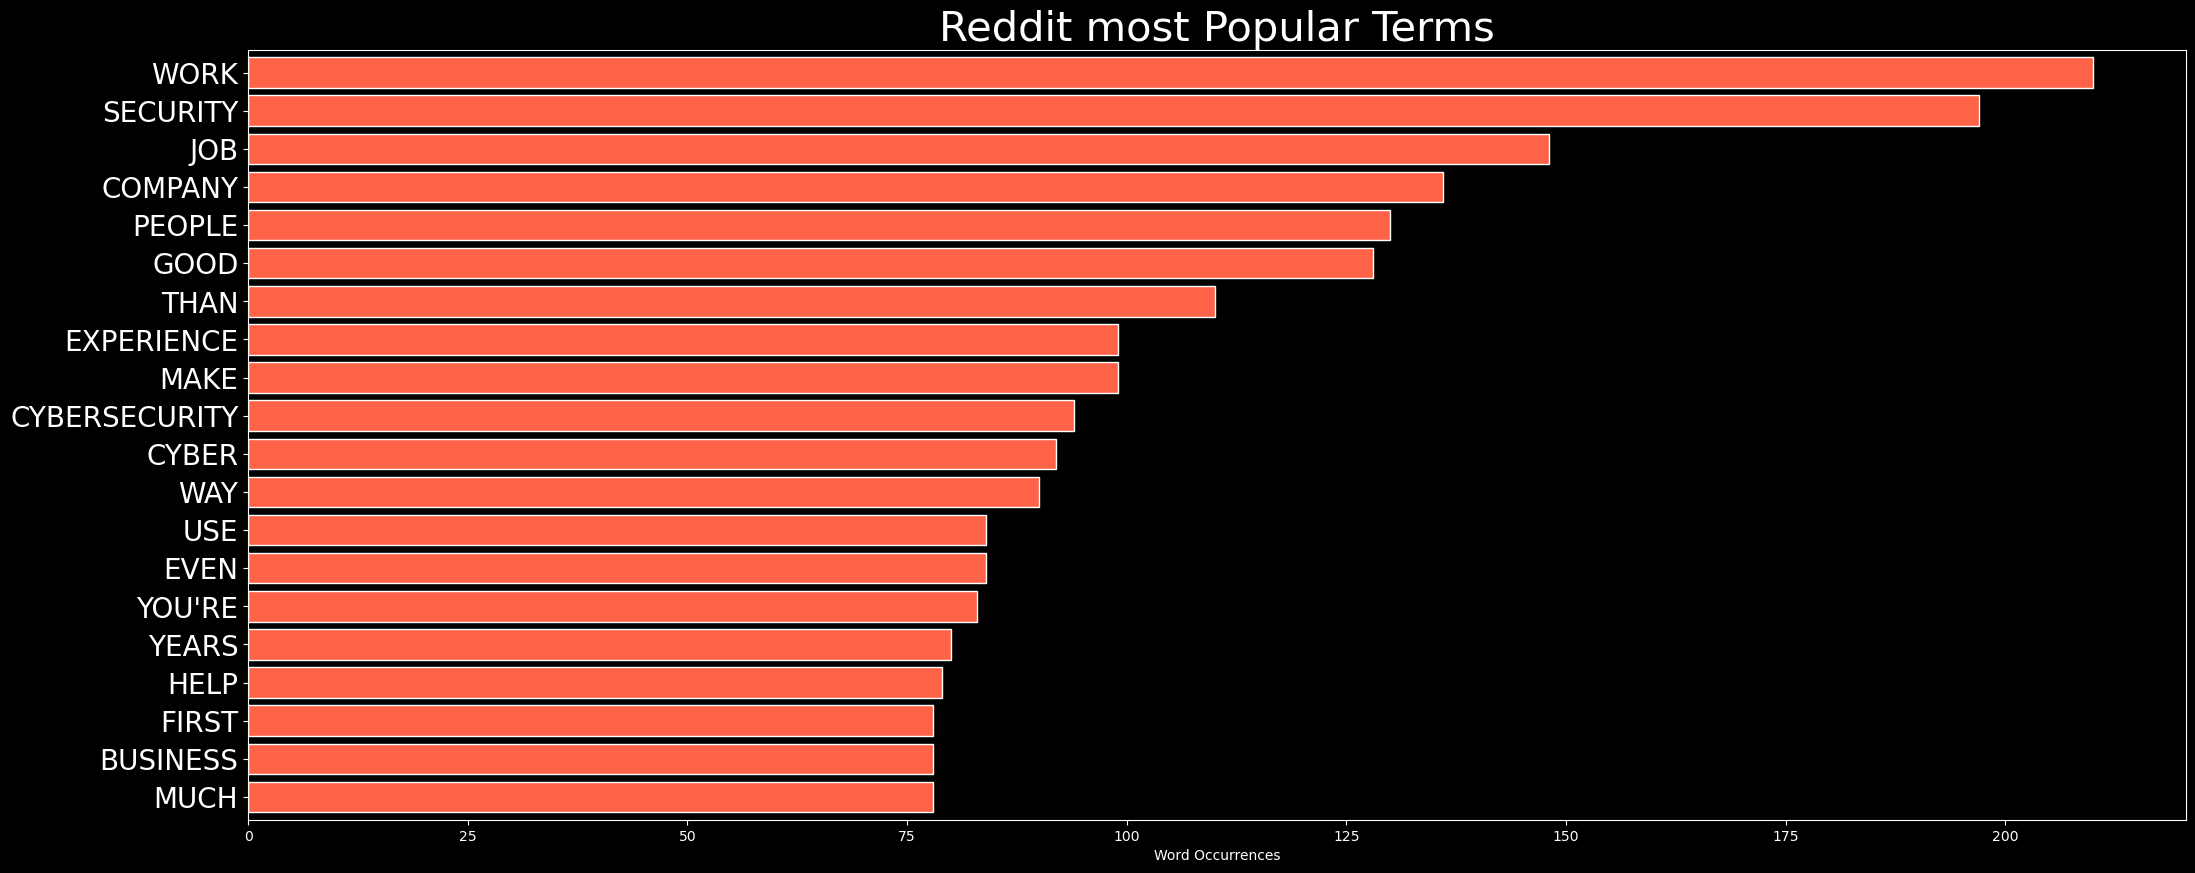 Reddit most Popular Terms
WORK
SECURITY
JOB
COMPANY
PEOPLE
GOOD
THAN
EXPERIENCE
MAKE
CYBERSECURITY
CYBER
WAY
USE
EVEN
YOU'RE
YEARS
HELP
FIRST
BUSINESS
MUCH
0 25 50 75 100 125 150 175 200
Word Occurrences